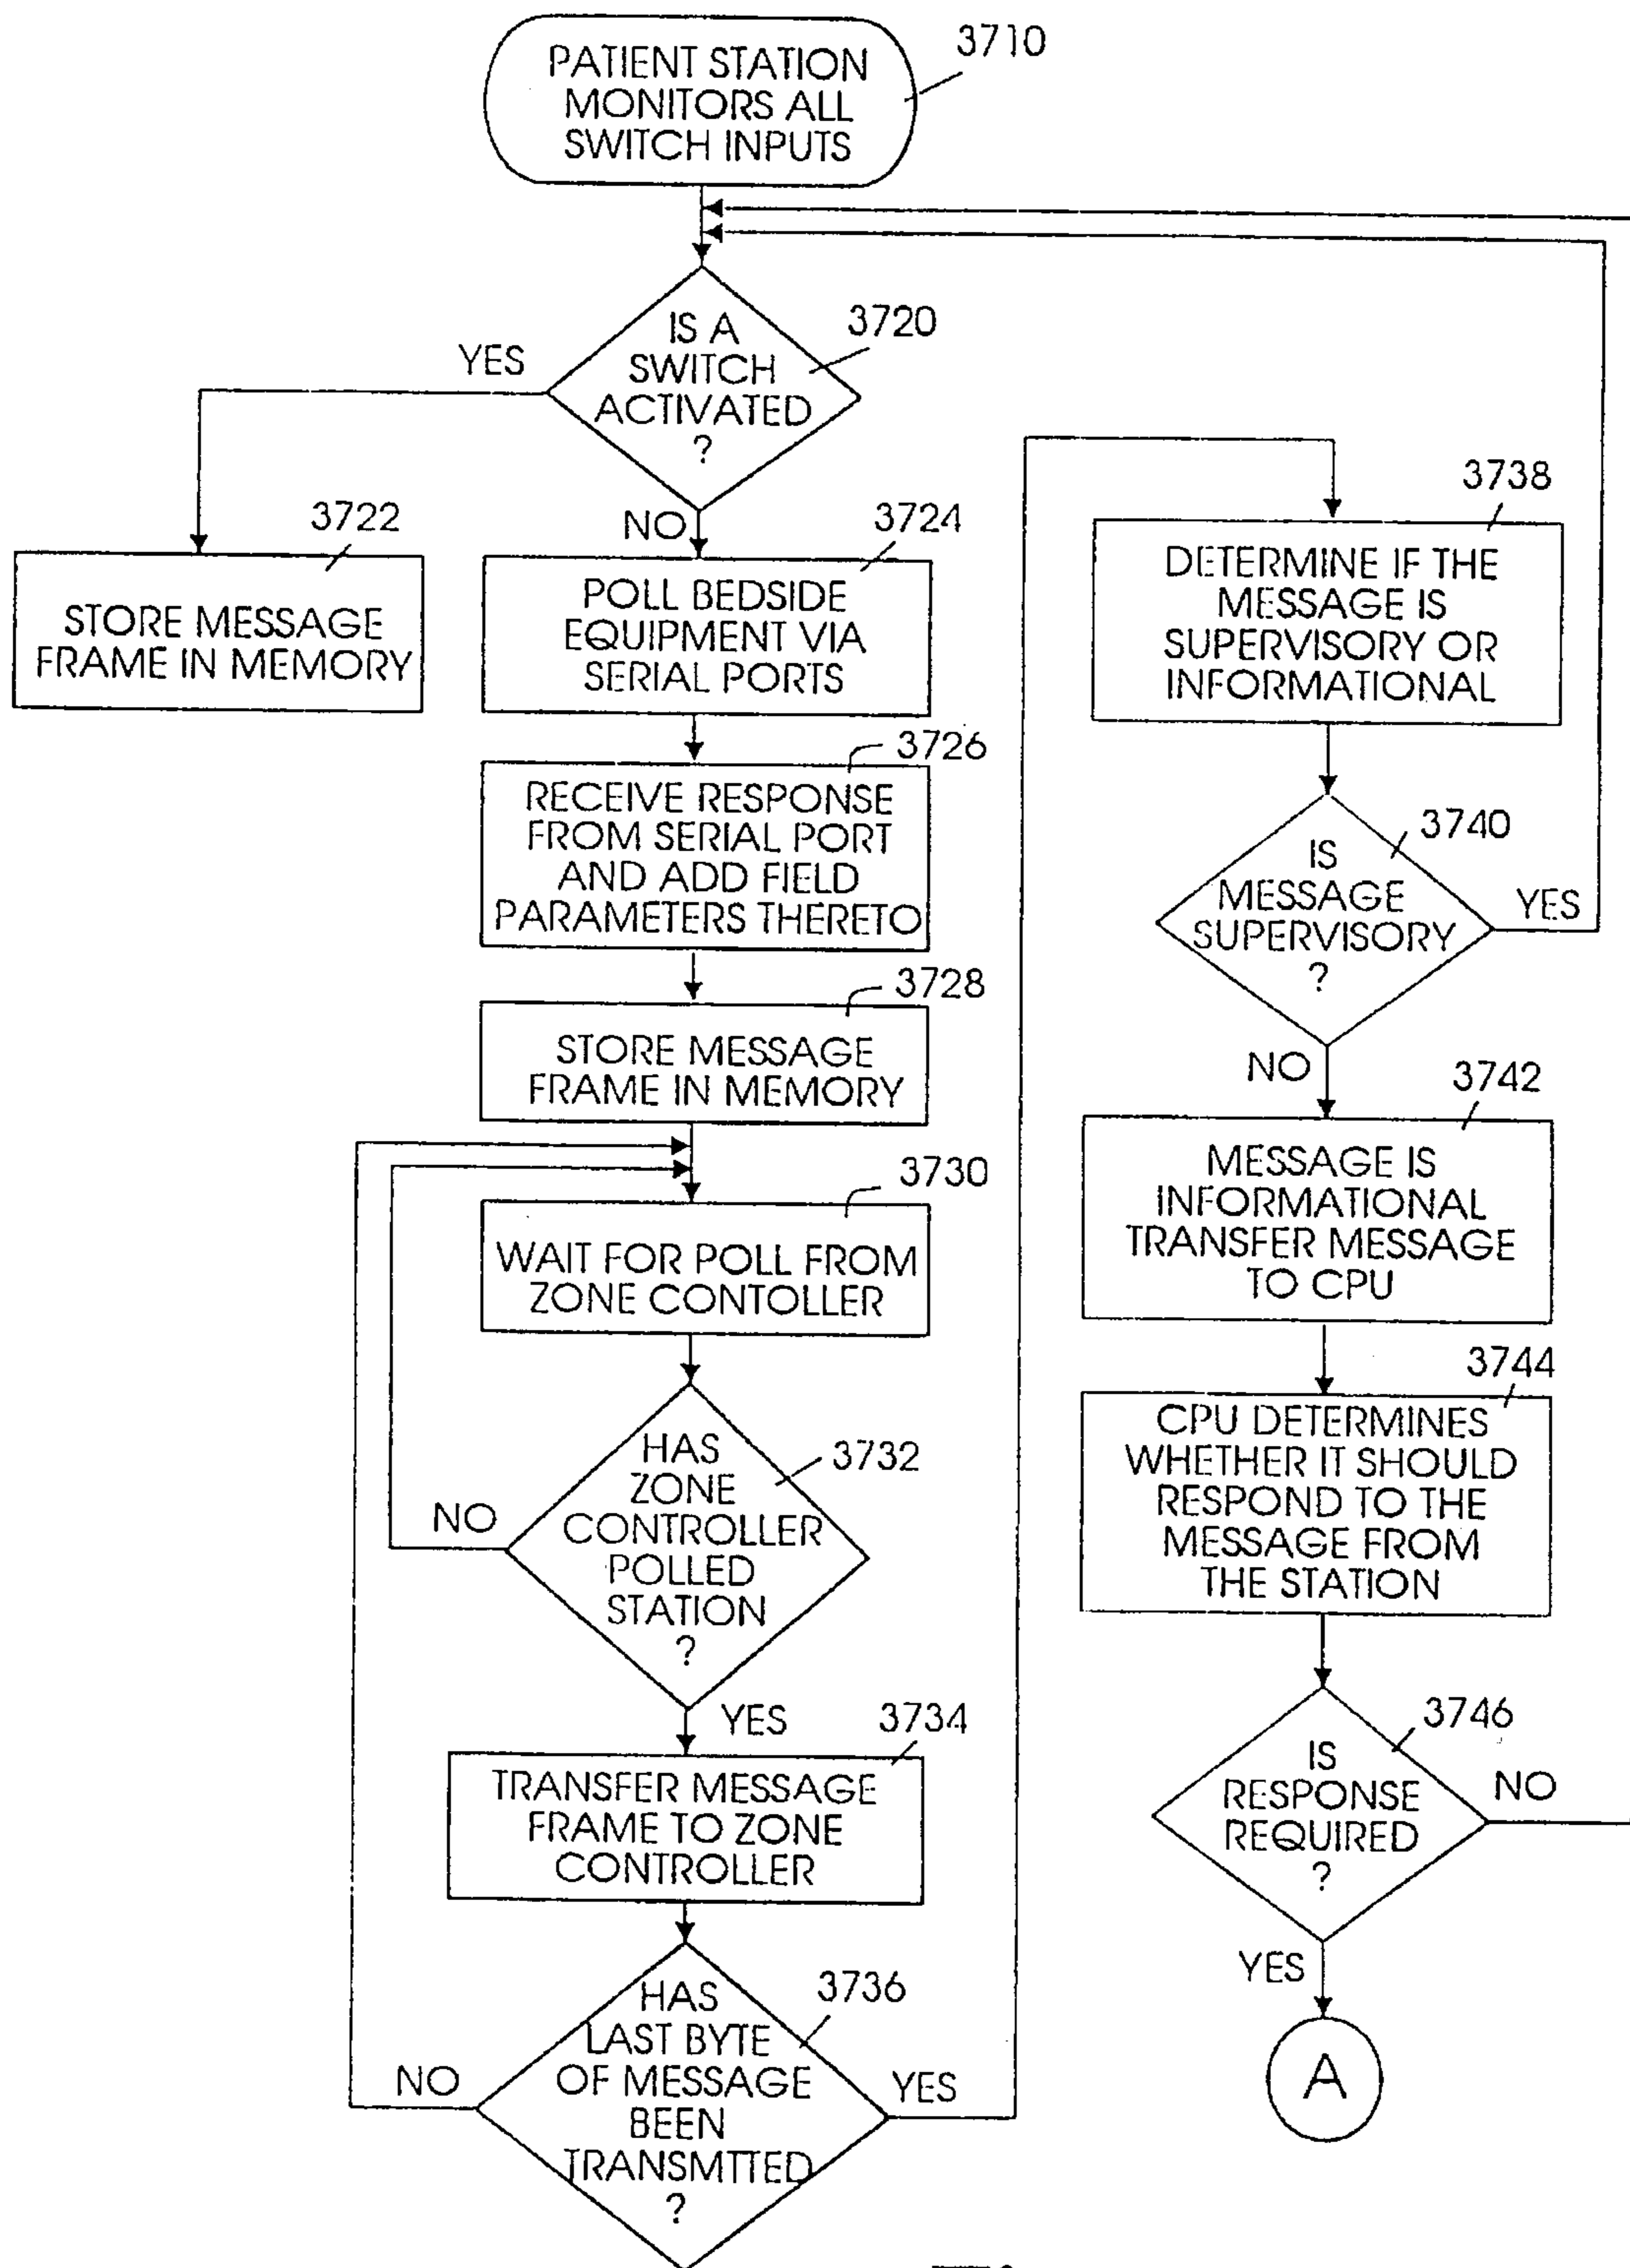 PATIENT STATION
MONITORS ALL
SWITCH INPUTS
3710
IS A
SWITCH
ACTIVATED
?
3720
YES
NO
3722
STORE MESSAGE
FRAME IN MEMORY
3724
POLL BEDSIDE
EQUIPMENT VIA
SERIAL PORTS
3726
RECEIVE RESPONSE
FROM SERIAL PORT
AND ADD FIELD
PARAMETERS THERETO
3728
STORE MESSAGE
FRAME IN MEMORY
3730
WAIT FOR POLL FROM
ZONE CONTOLLER
3732
HAS
ZONE
CONTROLLER
POLLED
STATION
?
NO
YES
3734
TRANSFER MESSAGE
FRAME TO ZONE
CONTROLLER
3736
HAS
LAST BYTE
OF MESSAGE
BEEN
TRANSMTTED
?
NO
YES
3738
DETERMINE IF THE
MESSAGE IS
SUPERVISORY OR
INFORMATIONAL
3740
IS
MESSAGE
SUPERVISORY
?
YES
NO
3742
MESSAGE IS
INFORMATIONAL
TRANSFER MESSAGE
TO CPU
3744
CPU DETERMINES
WHETHER IT SHOULD
RESPOND TO THE
MESSAGE FROM
THE STATION
3746
IS
RESPONSE
REQUIRED
?
NO
YES
A